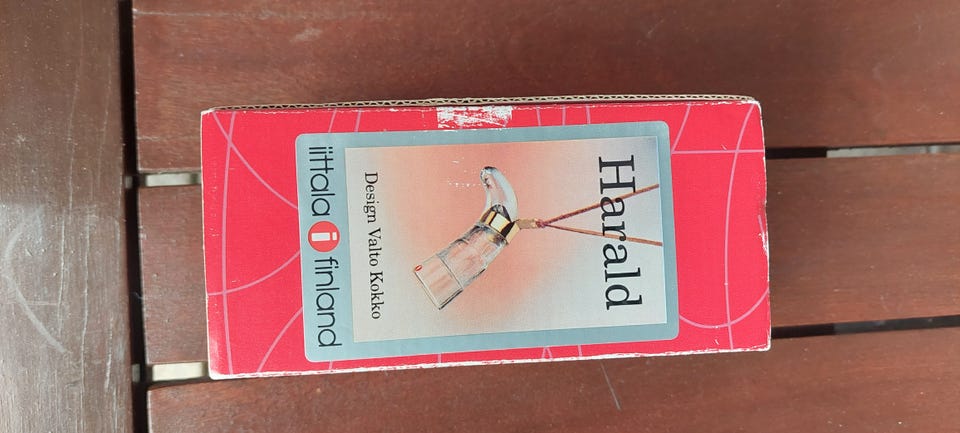 Harald
Design Valto Kokko
iittala i finland